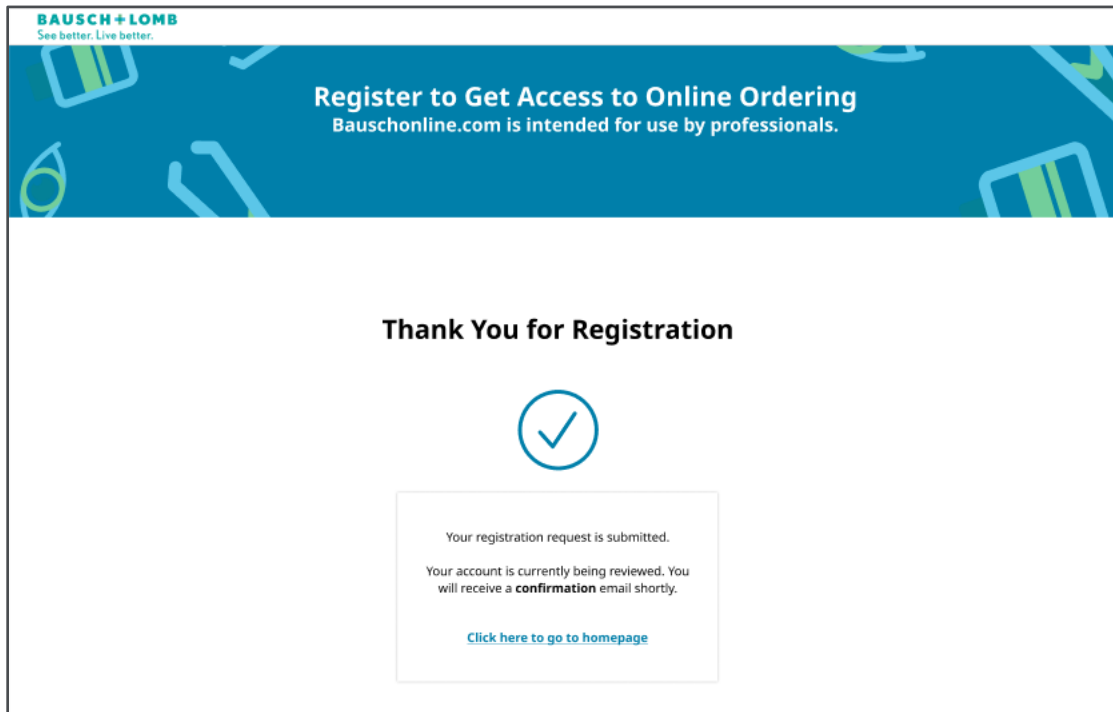 BAUSCH + LOMB
See better. Live better.
Register to Get Access to Online Ordering
Bauschonline.com is intended for use by professionals.
Thank You for Registration
Your registration request is submitted.
Your account is currently being reviewed. You
will receive a confirmation email shortly.
Click here to go to homepage